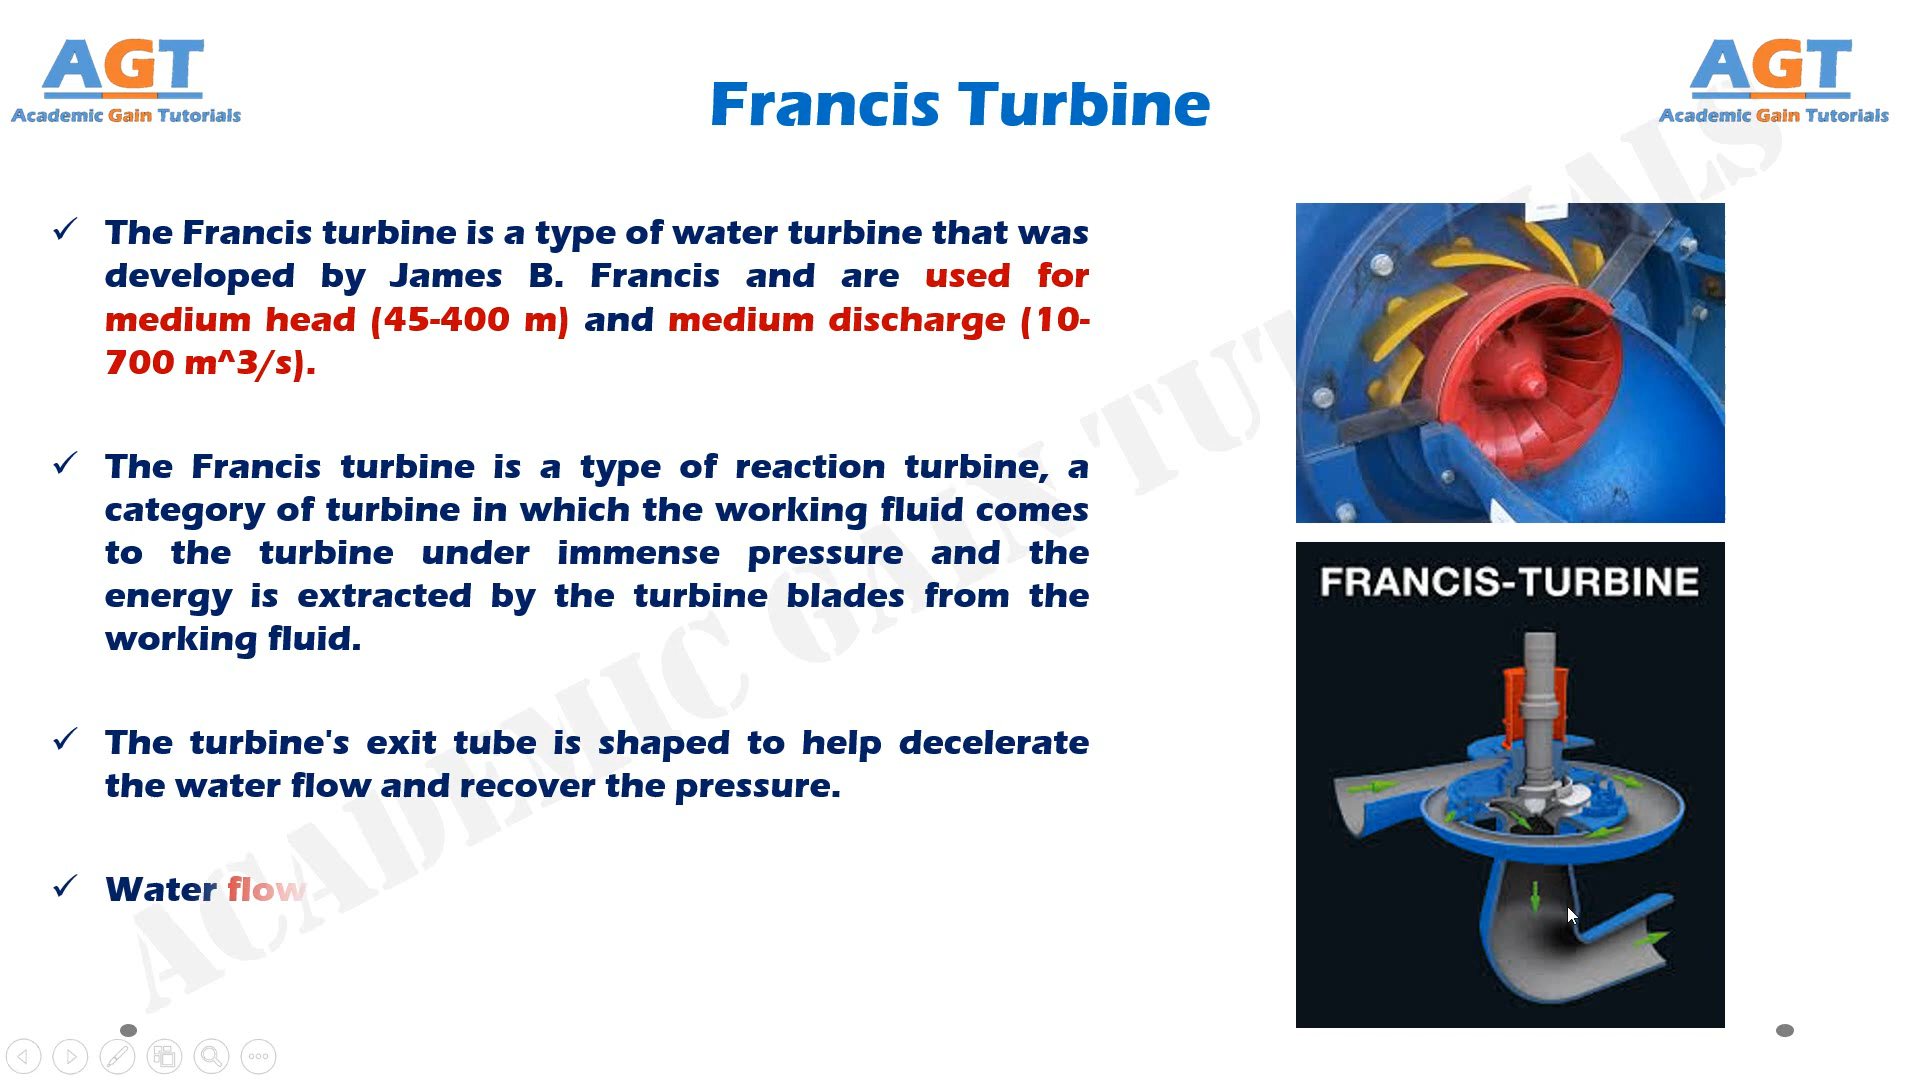 AGT
Academic Gain Tutorials
AGT
Academic Gain Tutorials
Francis Turbine
The Francis turbine is a type of water turbine that was
developed by James B. Francis and are used for
medium head (45-400 m) and medium discharge (10-
700 m^3/s).
The Francis turbine is a type of reaction turbine, a
category of turbine in which the working fluid comes
to the turbine under immense pressure and the
energy is extracted by the turbine blades from the
working fluid.
The turbine's exit tube is shaped to help decelerate
the water flow and recover the pressure.
Water flow
FRANCIS-TURBINE
ACADEMIC GAIN TUTORIALS